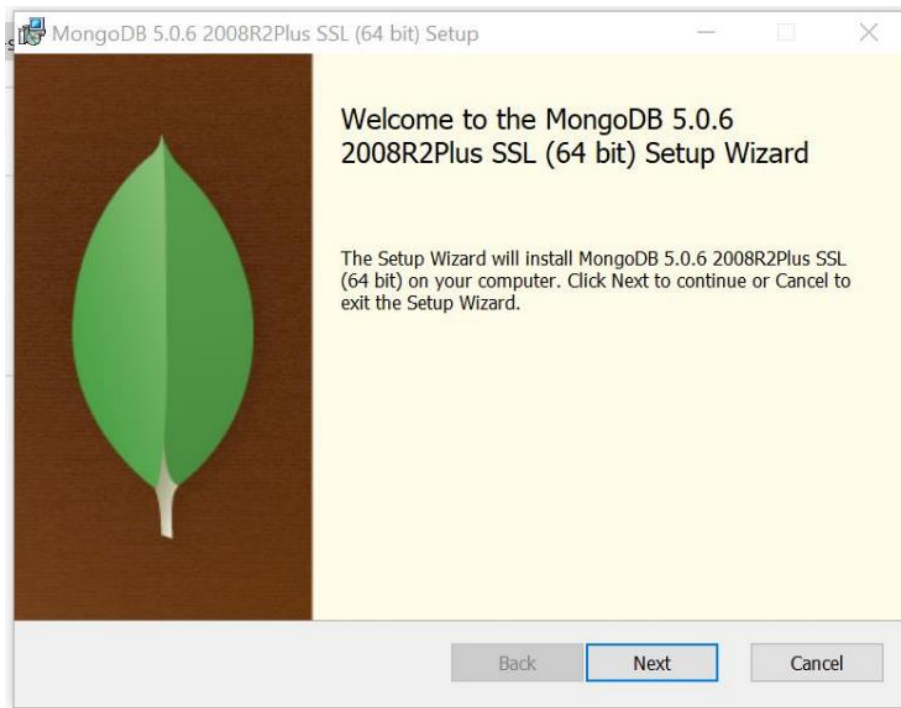 MongoDB 5.0.6 2008R2Plus SSL (64 bit) Setup
Welcome to the MongoDB 5.0.6
2008R2Plus SSL (64 bit) Setup Wizard
The Setup Wizard will install MongoDB 5.0.6 2008R2Plus SSL
(64 bit) on your computer. Click Next to continue or Cancel to
exit the Setup Wizard.
Back
Next
Cancel